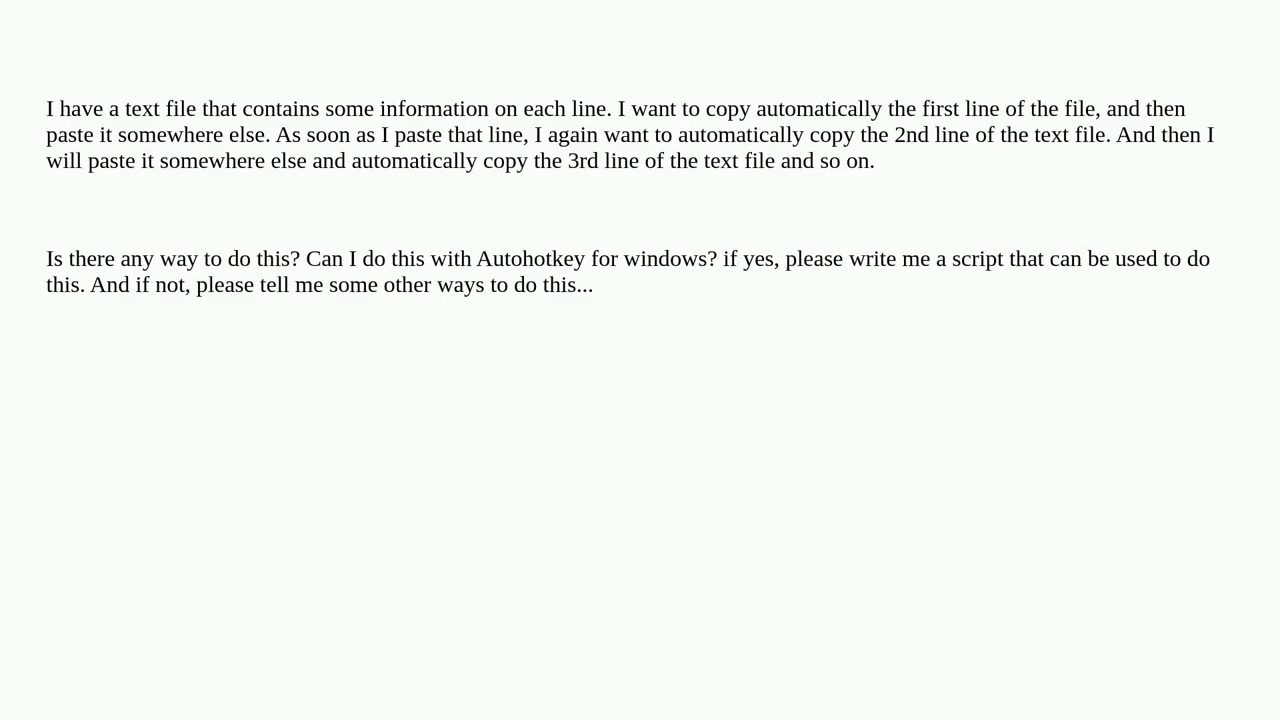 I have a text file that contains some information on each line. I want to copy automatically the first line of the file, and then
paste it somewhere else. As soon as I paste that line, I again want to automatically copy the 2nd line of the text file. And then I
will paste it somewhere else and automatically copy the 3rd line of the text file and so on.
Is there any way to do this? Can I do this with Autohotkey for windows? if yes, please write me a script that can be used to do
this. And if not, please tell me some other ways to do this...